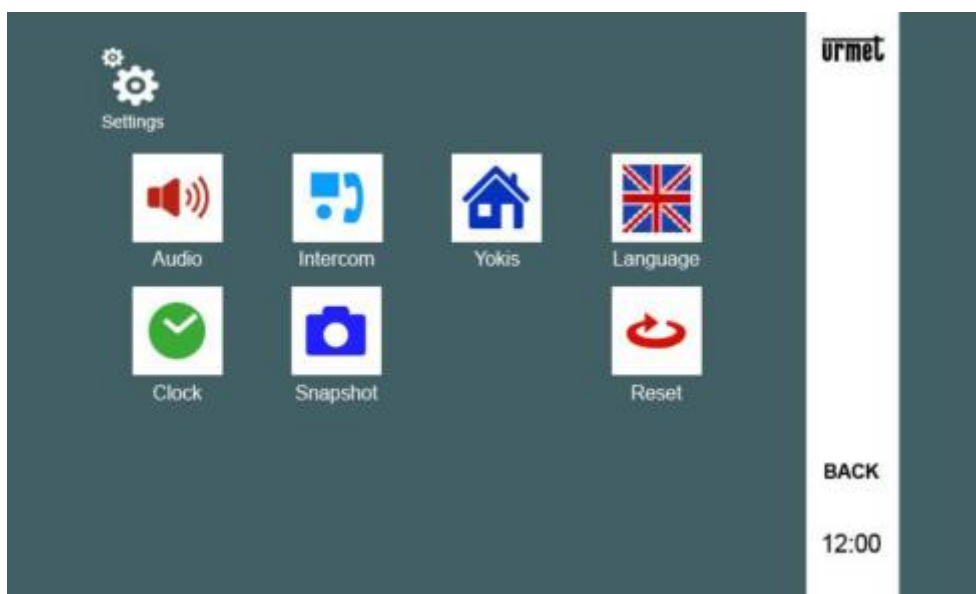 urmet
Settings
Audio Intercom Yokis Language
Clock Snapshot Reset
BACK
12:00